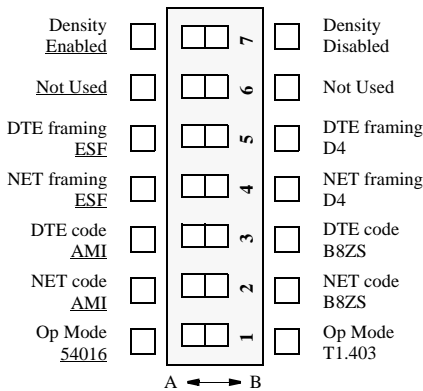 Density
Enabled
7
Density
Disabled
Not Used
6
Not Used
DTE framing
ESF
5
DTE framing
D4
NET framing
ESF
4
NET framing
D4
DTE code
AMI
3
DTE code
B8ZS
NET code
AMI
2
NET code
B8ZS
Op Mode
54016
1
Op Mode
T1.403
A B